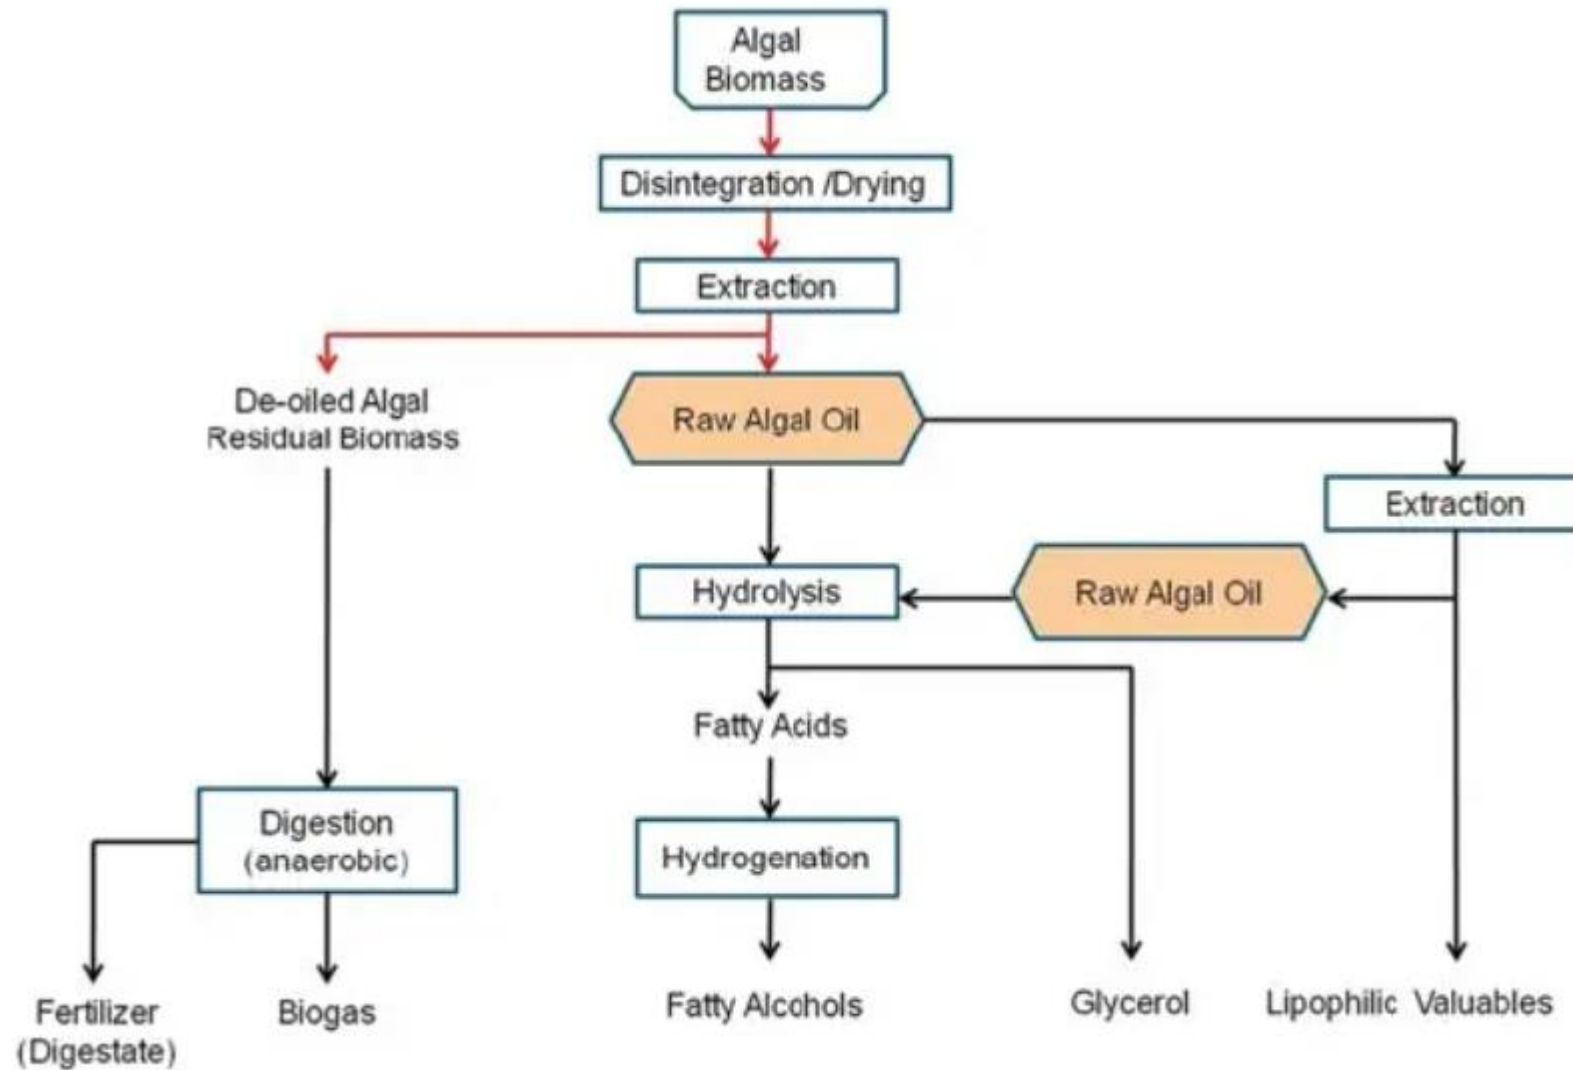 Algal
Biomass
Disintegration /Drying
Extraction
De-oiled Algal
Residual Biomass
Raw Algal Oil
Extraction
Hydrolysis
Raw Algal Oil
Fatty Acids
Digestion
(anaerobic)
Hydrogenation
Fertilizer
(Digestate)
Biogas
Fatty Alcohols
Glycerol
Lipophilic Valuables